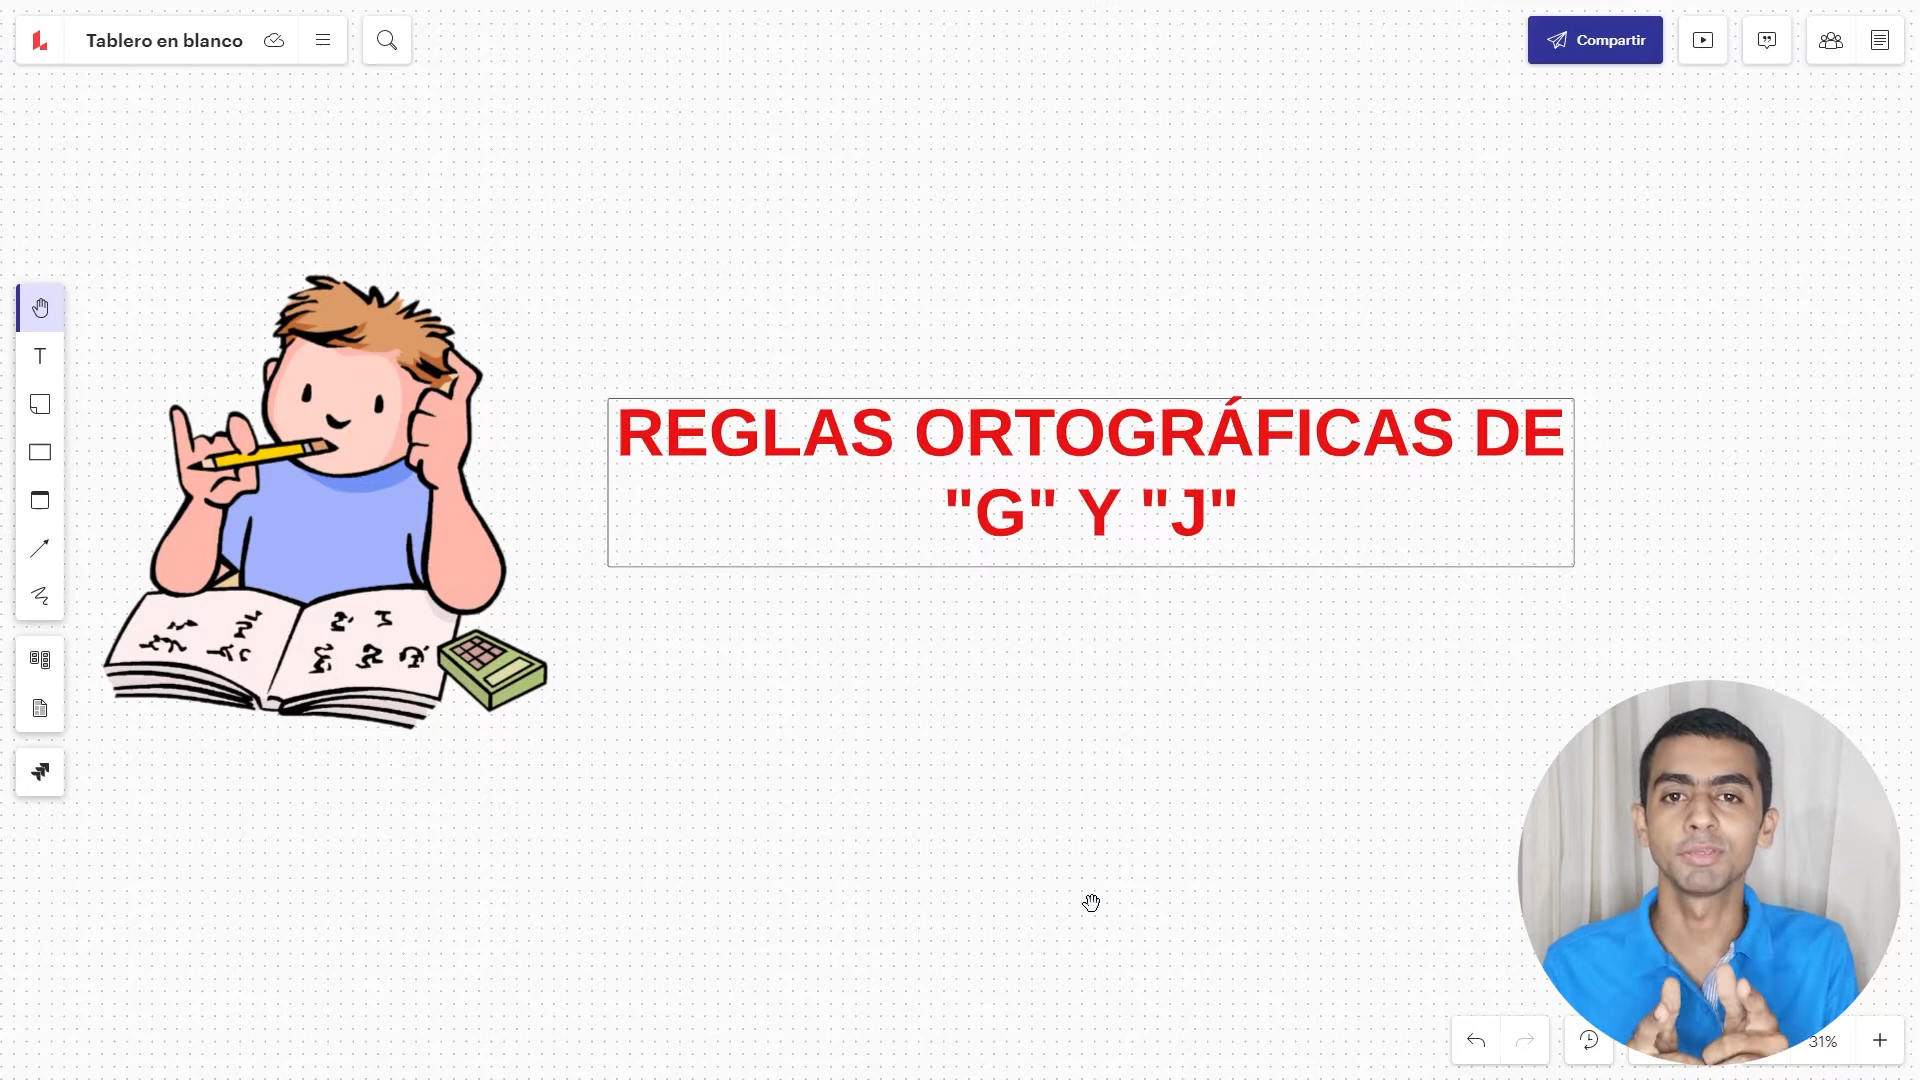 Tablero en blanco
Compartir
REGLAS ORTOGRÁFICAS DE
"G" Y "J"
31%